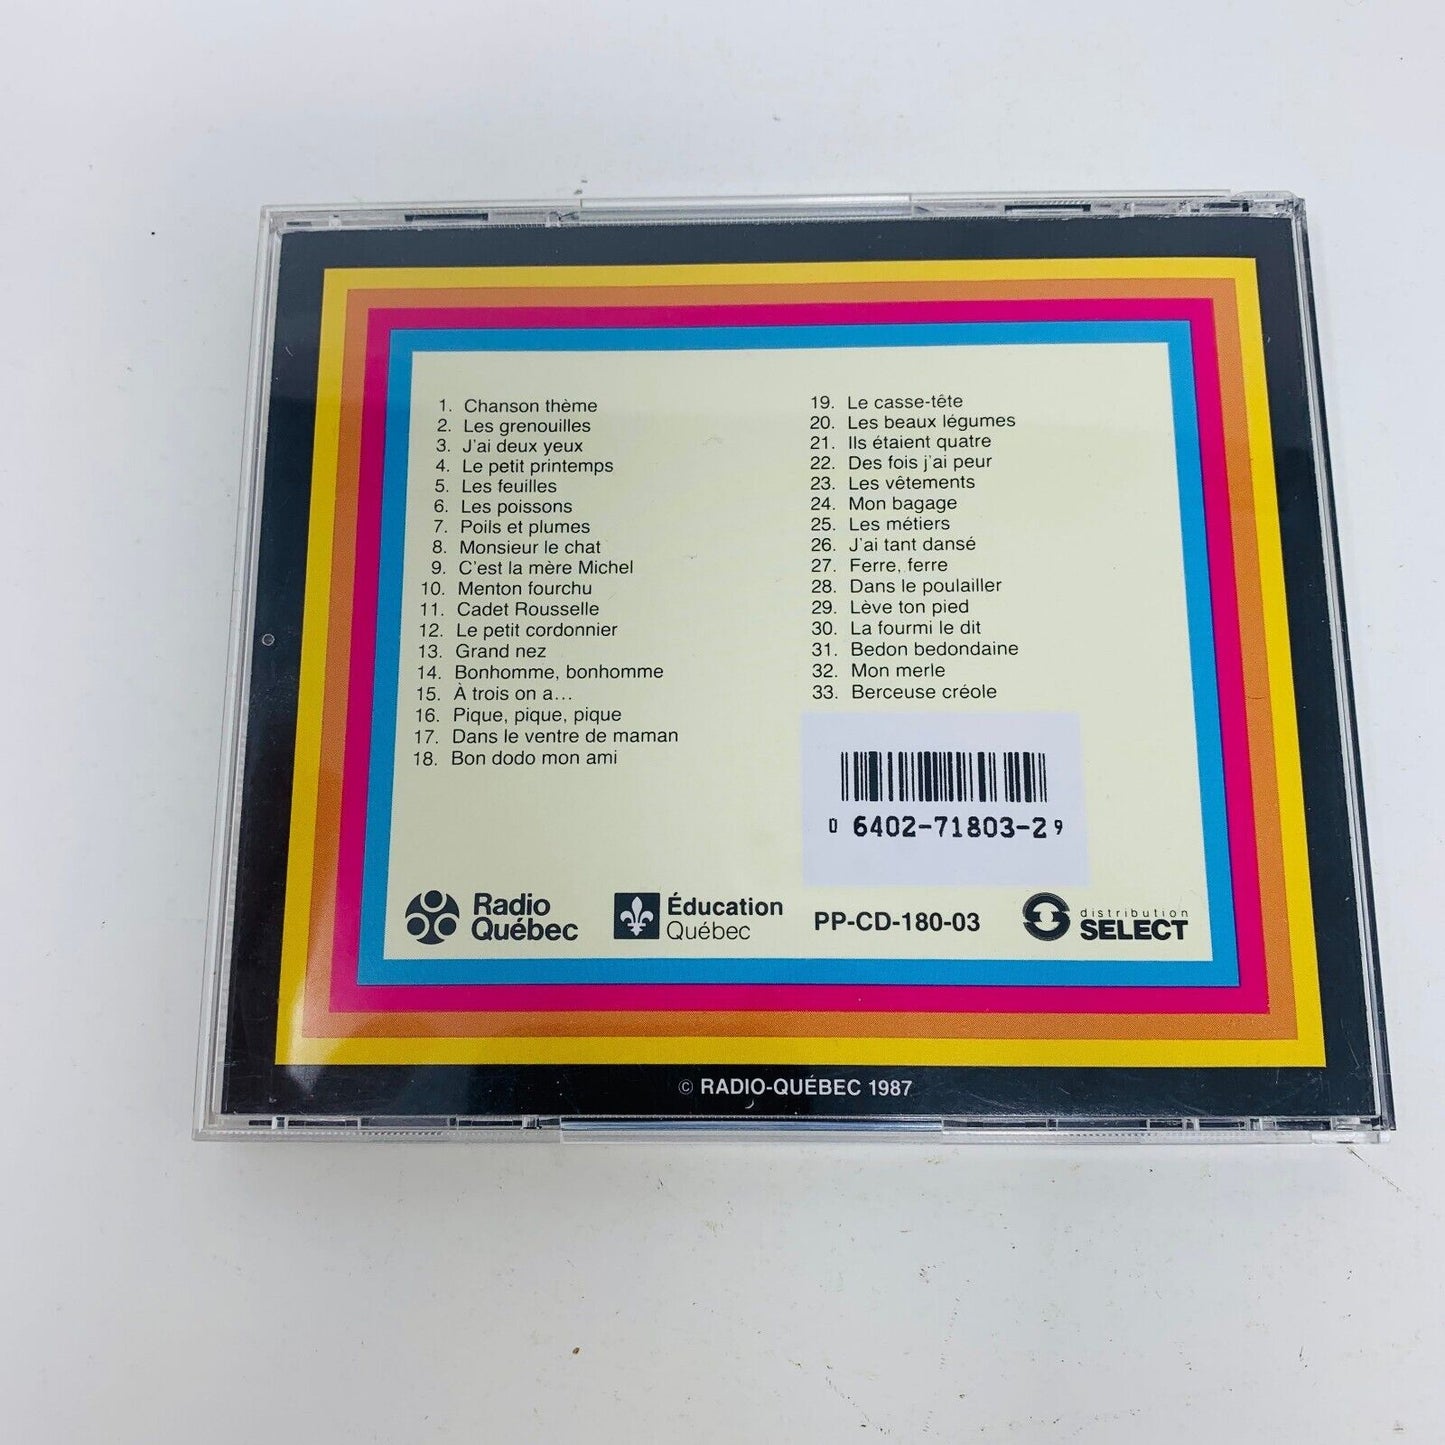 1. Chanson thème
2. Les grenouilles
3. J'ai deux yeux
4. Le petit printemps
5. Les feuilles
6. Les poissons
7. Poils et plumes
8. Monsieur le chat
9. C'est la mère Michel
10. Menton fourchu
11. Cadet Rousselle
12. Le petit cordonnier
13. Grand nez
14. Bonhomme, bonhomme
15. À trois on a...
16. Pique, pique, pique
17. Dans le ventre de maman
18. Bon dodo mon ami
19. Le casse-tête
20. Les beaux légumes
21. Ils étaient quatre
22. Des fois j'ai peur
23. Les vêtements
24. Mon bagage
25. Les métiers
26. J'ai tant dansé
27. Ferre, ferre
28. Dans le poulailler
29. Lève ton pied
30. La fourmi le dit
31. Bedon bedondaine
32. Mon merle
33. Berceuse créole
0 6402-71803-2 9
Radio
Québec
Éducation
Québec
PP-CD-180-03
distribution
SELECT
© RADIO-QUÉBEC 1987